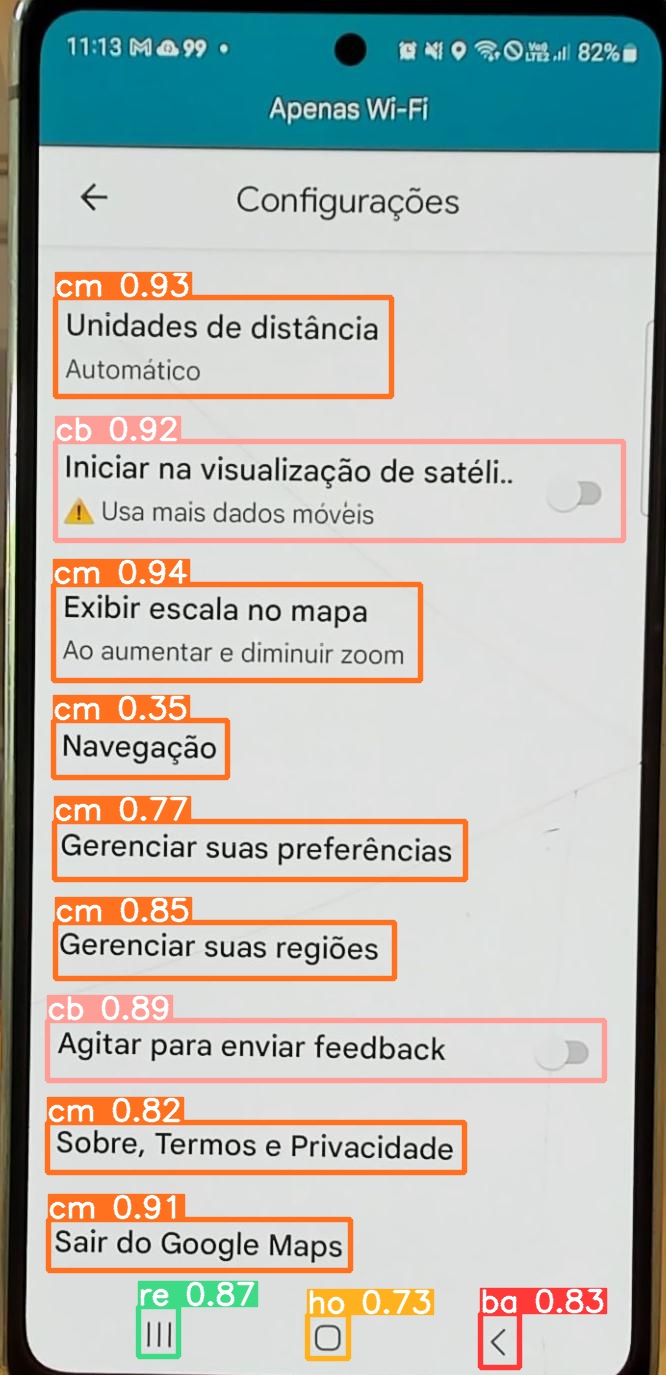 11:13 99 82%
Apenas Wi-Fi
Configurações
cm 0.93
Unidades de distância
Automático
cb 0.92
Iniciar na visualização de satéli..
Usa mais dados móveis
cm 0.94
Exibir escala no mapa
Ao aumentar e diminuir zoom
cm 0.35
Navegação
cm 0.77
Gerenciar suas preferências
cm 0.85
Gerenciar suas regiões
cb 0.89
Agitar para enviar feedback
cm 0.82
Sobre, Termos e Privacidade
cm 0.91
Sair do Google Maps
re 0.87 ho 0.73 ba 0.83